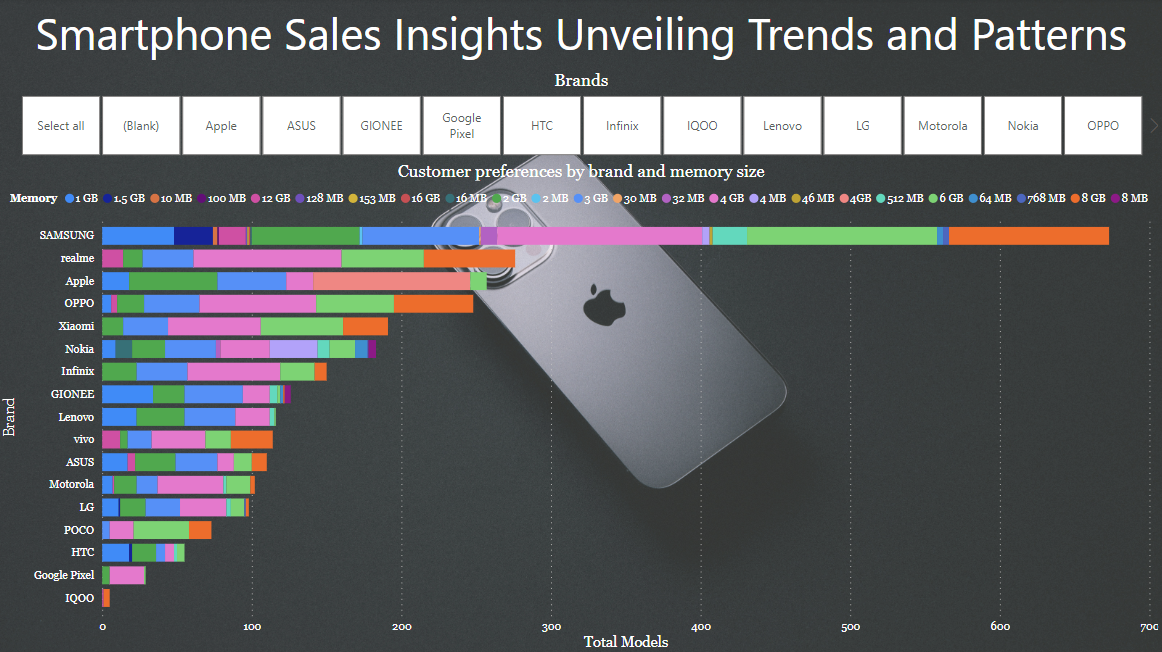 Smartphone Sales Insights Unveiling Trends and Patterns
Brands
Select all (Blank) Apple ASUS GIONEE Google Pixel HTC Infinix IQOO Lenovo LG Motorola Nokia OPPO
Customer preferences by brand and memory size
Memory 1 GB 1.5 GB 10 MB 100 MB 12 GB 128 MB 153 MB 16 GB 16 MB 2 GB 2 MB 3 GB 30 MB 32 MB 4 GB 4 MB 46 MB 4GB 512 MB 6 GB 64 MB 768 MB 8 GB 8 MB
Brand
SAMSUNG
realme
Apple
OPPO
Xiaomi
Nokia
Infinix
GIONEE
Lenovo
vivo
ASUS
Motorola
LG
POCO
HTC
Google Pixel
IQOO
0 100 200 300 400 500 600 700
Total Models